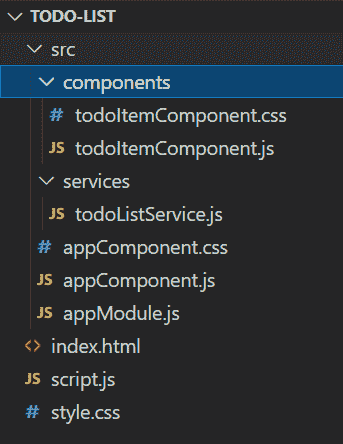 TODO-LIST
src
components
# todoItemComponent.css
JS todoItemComponent.js
services
JS todoListService.js
# appComponent.css
JS appComponent.js
JS appModule.js
<> index.html
JS script.js
# style.css